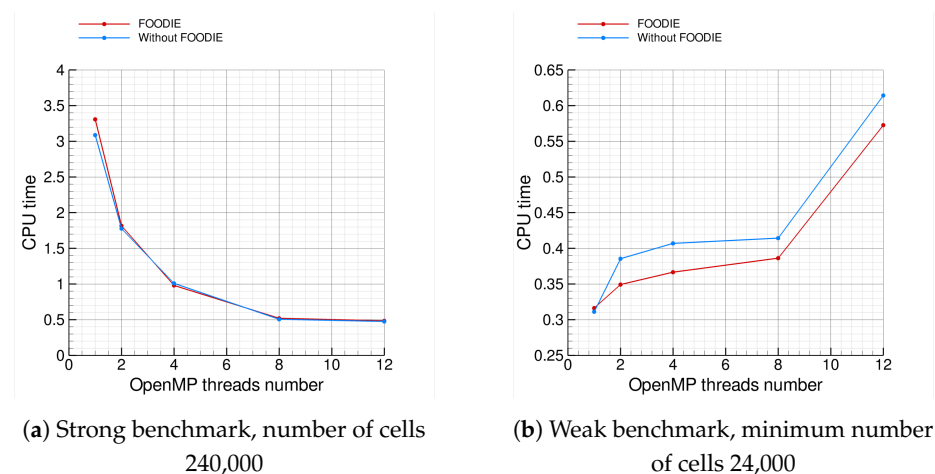 FOODIE
Without FOODIE
4
3.5
3
2.5
2
1.5
1
0.5
0
CPU time
0 2 4 6 8 10 12
OpenMP threads number
(a) Strong benchmark, number of cells
240,000
FOODIE
Without FOODIE
0.65
0.6
0.55
0.5
0.45
0.4
0.35
0.3
0.25
CPU time
0 2 4 6 8 10 12
OpenMP threads number
(b) Weak benchmark, minimum number
of cells 24,000